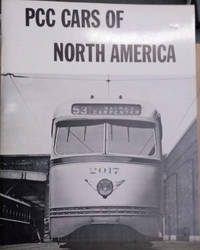 PCC CARS OF
NORTH AMERICA
53
2017